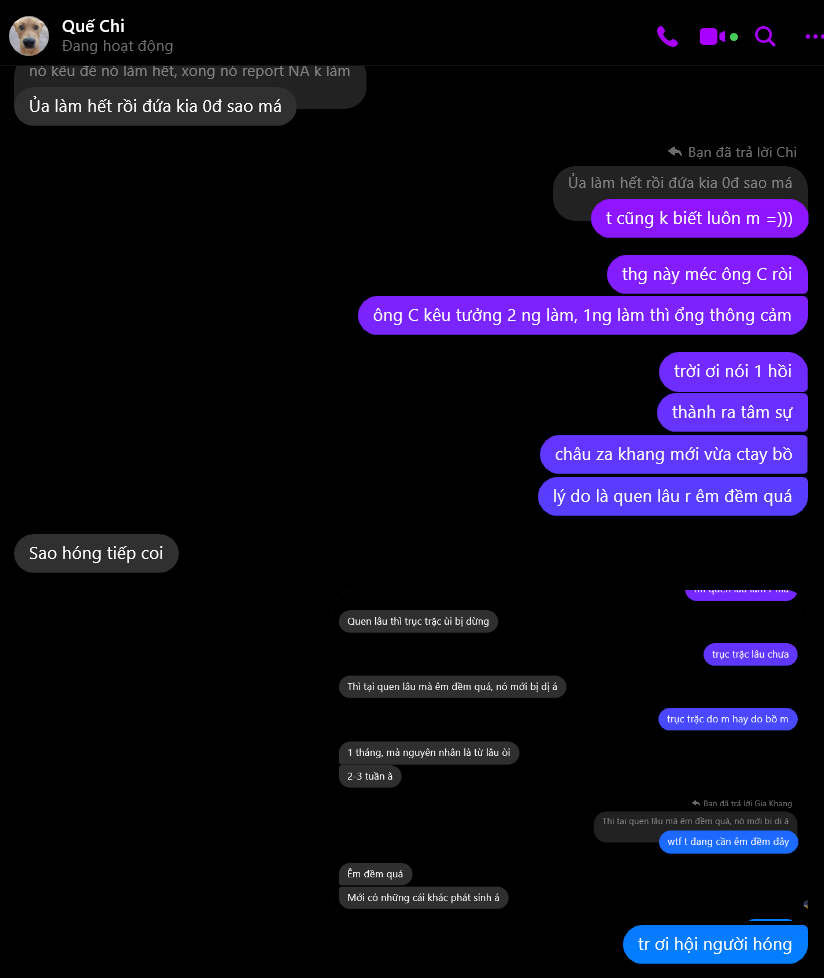 Quế Chi
Đang hoạt động
nó kêu để nó làm hết, xong nó report NA k làm
Ủa làm hết rồi đứa kia 0đ sao má
Bạn đã trả lời Chi
Ủa làm hết rồi đứa kia 0đ sao má
t cũng k biết luôn m =)))
thg này méc ông C ròi
ông C kêu tưởng 2 ng làm, 1ng làm thì ổng thông cảm
trời ơi nói 1 hồi
thành ra tâm sự
châu za khang mới vừa ctay bồ
lý do là quen lâu r êm đềm quá
Sao hóng tiếp coi
Quen lâu thì trục trặc ùi bị dừng
trục trặc lâu chưa
Thì tại quen lâu mà êm đềm quá, nó mới bị dị á
trục trặc do m hay do bồ m
1 tháng, mà nguyên nhân là từ lâu òi
2-3 tuần à
Bạn đã trả lời Gia Khang
Thì tại quen lâu mà êm đềm quá, nó mới bị dị á
wtf t đang cần êm đềm đây
Êm đềm quá
Mới có những cái khác phát sinh á
tr ơi hội người hóng